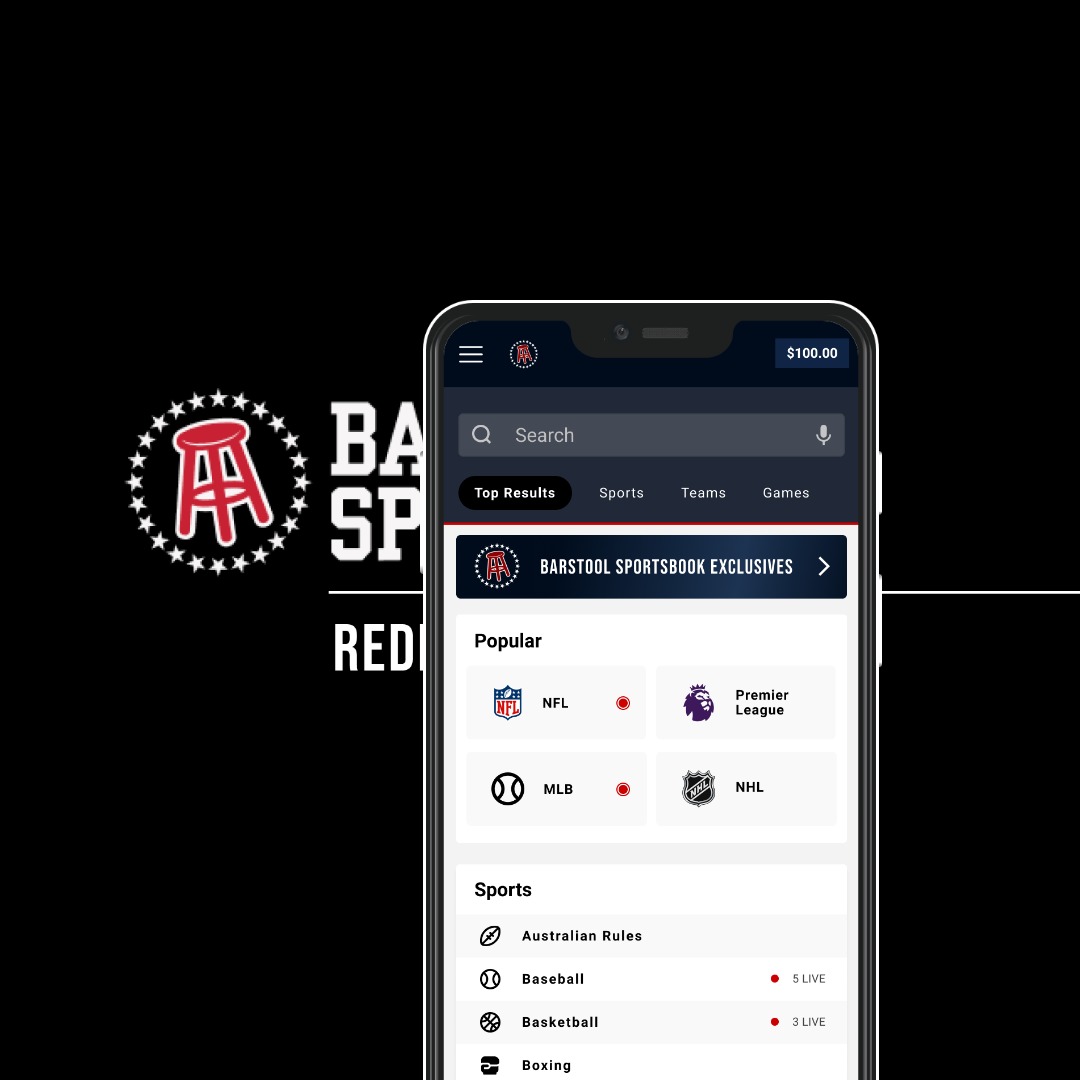 BA
SP
RED
$100.00
Search
Top Results Sports Teams Games
BARSTOOL SPORTSBOOK EXCLUSIVES
Popular
NFL
Premier
League
MLB
NHL
Sports
Australian Rules
Baseball 5 LIVE
Basketball 3 LIVE
Boxing